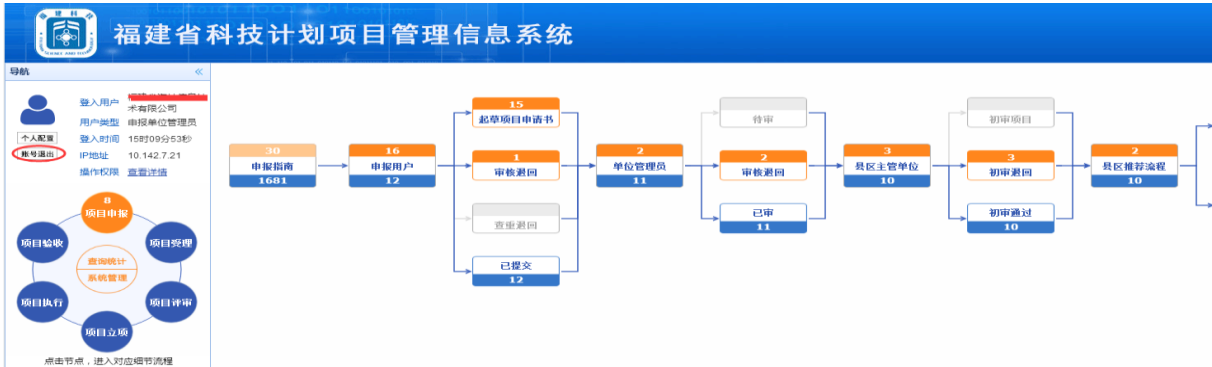 福建省科技计划项目管理信息系统
导航
登入用户
术有限公司
用户类型 申报单位管理员
个人配置
登入时间 15时09分53秒
账号退出
IP地址 10.142.7.21
操作权限 查看详情
8
项目申报
项目验收
项目受理
查询统计
系统管理
项目执行
项目评审
项目立项
点击节点，进入对应细节流程
30
申报指南
1681
16
申报用户
12
15
起草项目申请书
1
审核退回
查重退回
已提交
12
2
单位管理员
11
待审
2
审核退回
已审
11
3
县区主管单位
10
初审项目
3
初审退回
初审通过
10
2
县区推荐流程
10